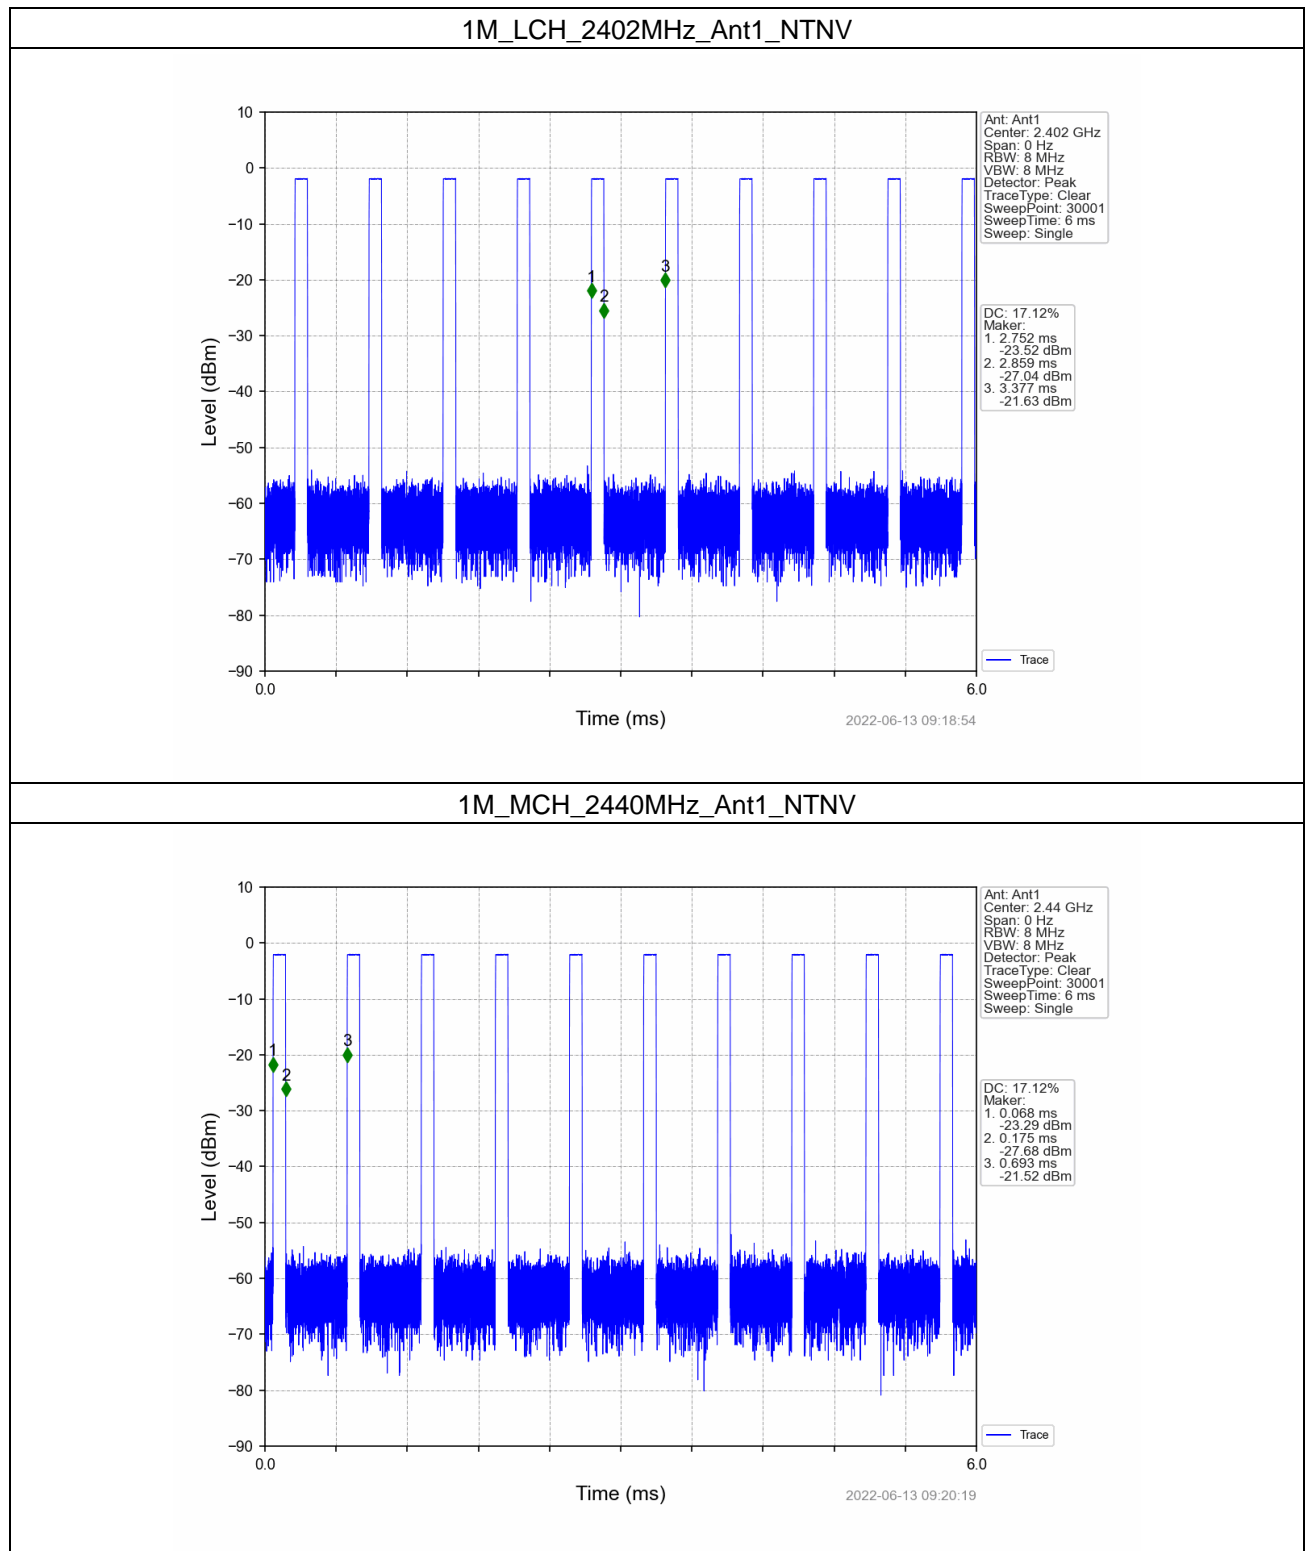 1M_LCH_2402MHz_Ant1_NTNV
10
0
−10
−20
−30
−40
−50
−60
−70
−80
−90
Level (dBm)
1
2
3
0.0
6.0
Time (ms)
2022-06-13 09:18:54
Ant: Ant1
Center: 2.402 GHz
Span: 0 Hz
RBW: 8 MHz
VBW: 8 MHz
Detector: Peak
TraceType: Clear
SweepPoint: 30001
SweepTime: 6 ms
Sweep: Single
DC: 17.12%
Maker:
1. 2.752 ms
-23.52 dBm
2. 2.859 ms
-27.04 dBm
3. 3.377 ms
-21.63 dBm
Trace
1M_MCH_2440MHz_Ant1_NTNV
10
0
−10
−20
−30
−40
−50
−60
−70
−80
−90
Level (dBm)
1
2
3
0.0
6.0
Time (ms)
2022-06-13 09:20:19
Ant: Ant1
Center: 2.44 GHz
Span: 0 Hz
RBW: 8 MHz
VBW: 8 MHz
Detector: Peak
TraceType: Clear
SweepPoint: 30001
SweepTime: 6 ms
Sweep: Single
DC: 17.12%
Maker:
1. 0.068 ms
-23.29 dBm
2. 0.175 ms
-27.68 dBm
3. 0.693 ms
-21.52 dBm
Trace